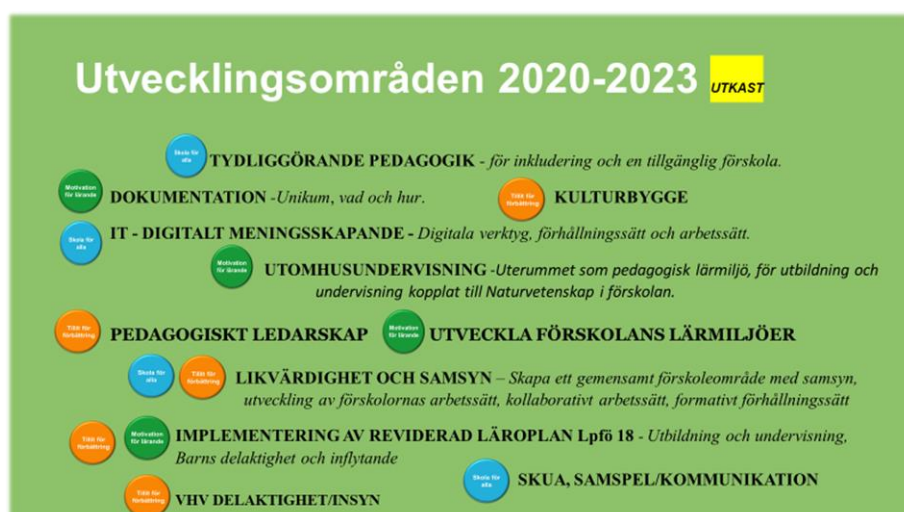 Utvecklingsområden 2020-2023 UTKAST
Skola för alla
TYDLIGGÖRANDE PEDAGOGIK - för inkludering och en tillgänglig förskola.
Motivation för lärande
DOKUMENTATION -Unikum, vad och hur.
Tillit för förbättring
KULTURBYGGE
Skola för alla
IT - DIGITALT MENINGSSKAPANDE - Digitala verktyg, förhållningssätt och arbetssätt.
Motivation för lärande
UTOMHUSUNDERVISNING -Uterummet som pedagogisk lärmiljö, för utbildning och
undervisning kopplat till Naturvetenskap i förskolan.
Tillit för förbättring
PEDAGOGISKT LEDARSKAP
Motivation för lärande
UTVECKLA FÖRSKOLANS LÄRMILJÖER
Skola för alla
Tillit för förbättring
LIKVÄRDIGHET OCH SAMSYN – Skapa ett gemensamt förskoleområde med samsyn,
utveckling av förskolornas arbetssätt, kollaborativt arbetssätt, formativt förhållningssätt
Tillit för förbättring
Motivation för lärande
IMPLEMENTERING AV REVIDERAD LÄROPLAN Lpfö 18 - Utbildning och undervisning,
Barns delaktighet och inflytande
Skola för alla
SKUA, SAMSPEL/KOMMUNIKATION
Tillit för förbättring
VHV DELAKTIGHET/INSYN